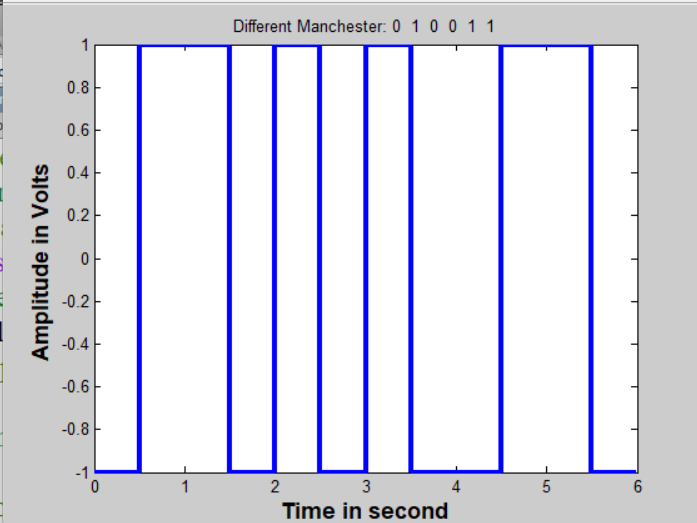 Different Manchester: 0 1 0 0 1 1
1
0.8
0.6
0.4
0.2
0
-0.2
-0.4
-0.6
-0.8
-1
Amplitude in Volts
0 1 2 3 4 5 6
Time in second